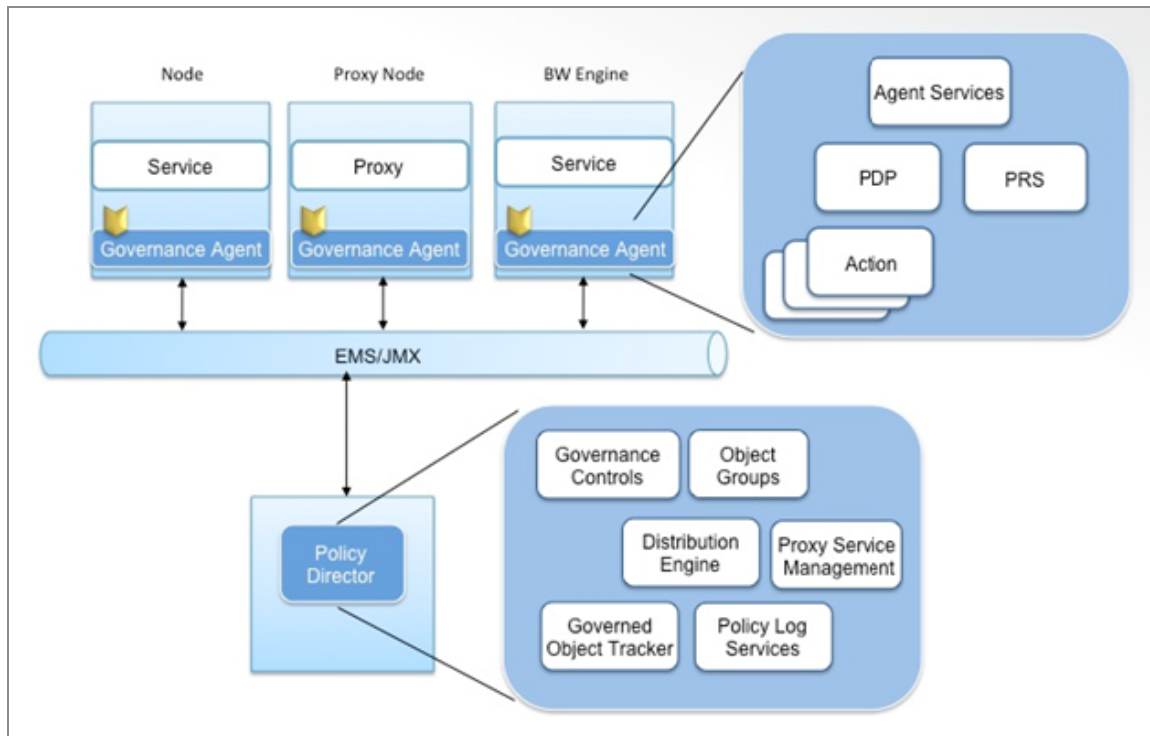 Node
Proxy Node
BW Engine
Service
Proxy
Service
Governance Agent
Governance Agent
Governance Agent
Agent Services
PDP
PRS
Action
EMS/JMX
Policy
Director
Governance
Controls
Object
Groups
Distribution
Engine
Proxy Service
Management
Governed
Object Tracker
Policy Log
Services